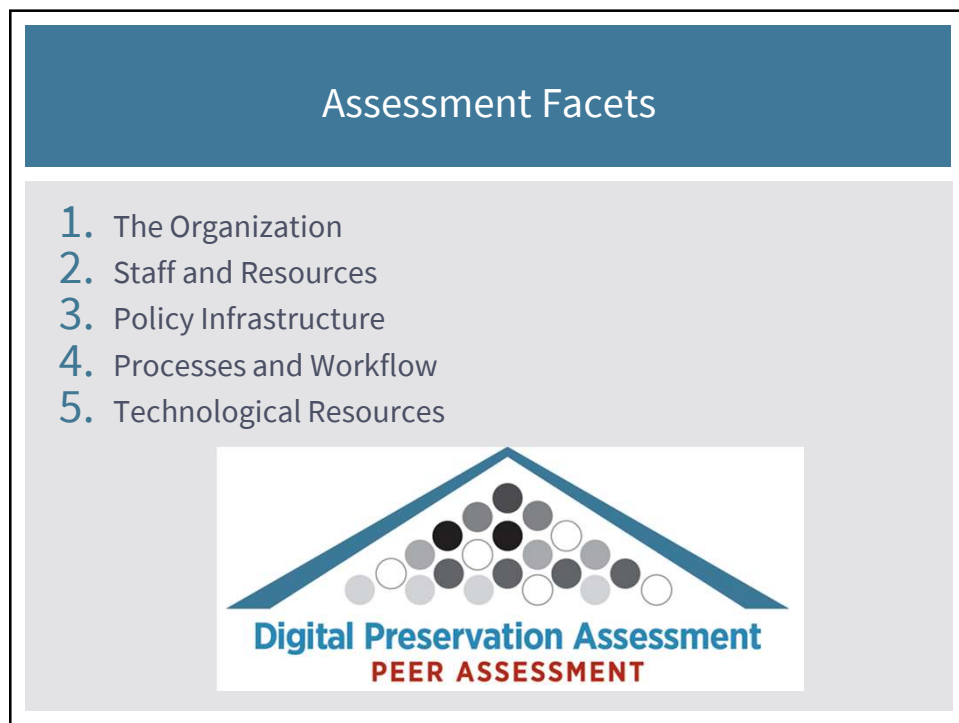 Assessment Facets
1. The Organization
2. Staff and Resources
3. Policy Infrastructure
4. Processes and Workflow
5. Technological Resources
Digital Preservation Assessment
PEER ASSESSMENT